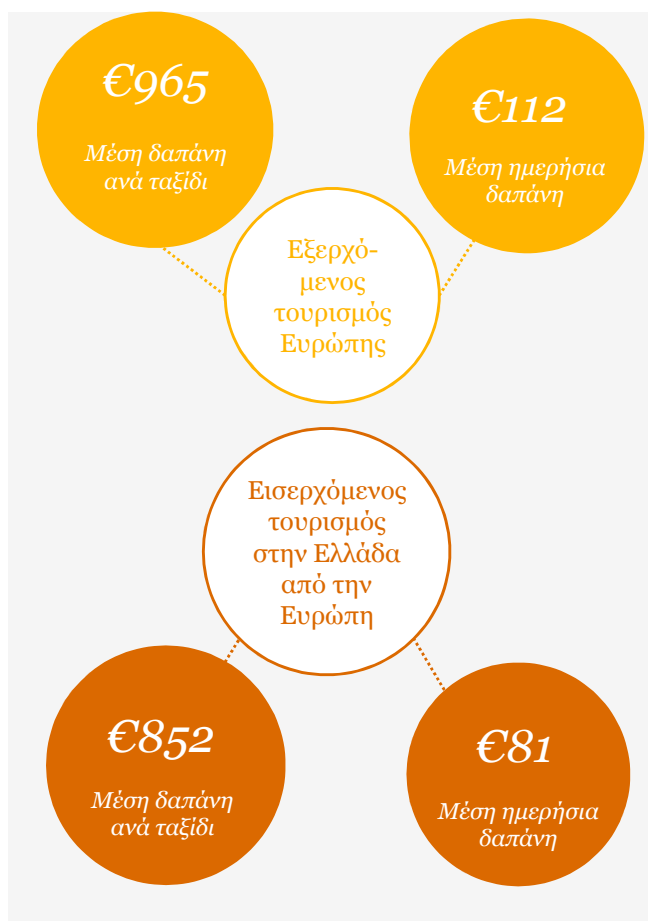 €965
Μέση δαπάνη
ανά ταξίδι
€112
Μέση ημερήσια
δαπάνη
Εξερχό-
μενος
τουρισμός
Ευρώπης
Εισερχόμενος
τουρισμός
στην Ελλάδα
από την
Ευρώπη
€852
Μέση δαπάνη
ανά ταξίδι
€81
Μέση ημερήσια
δαπάνη